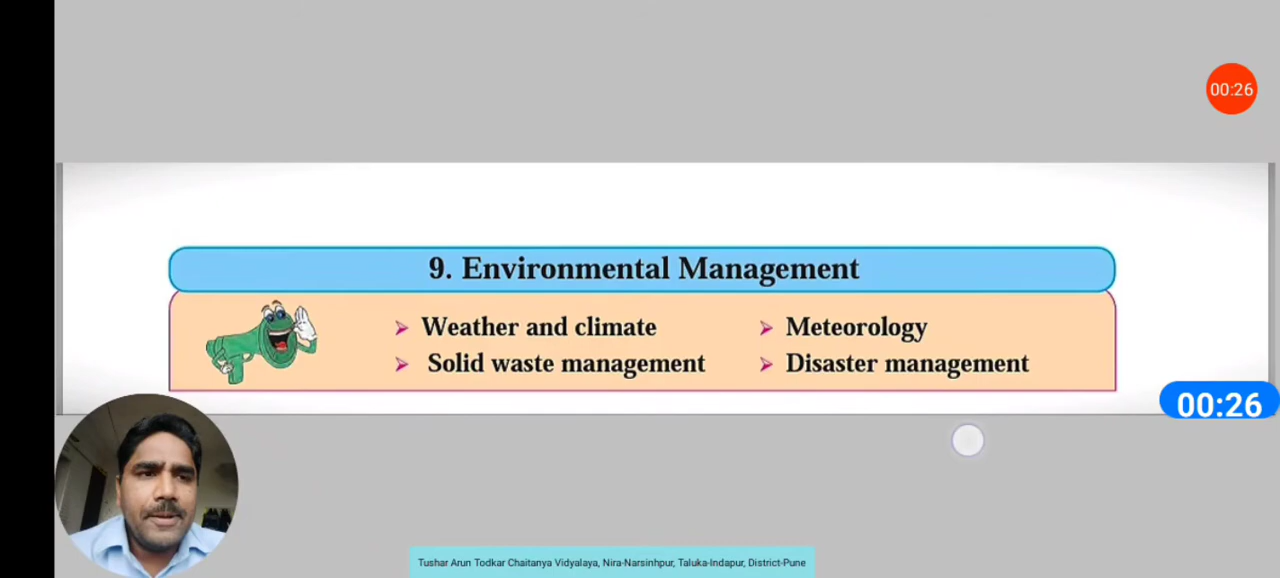 00:26
9. Environmental Management
➤ Weather and climate
➤ Meteorology
➤ Solid waste management
➤ Disaster management
00:26
Tushar Arun Todkar Chaitanya Vidyalaya, Nira-Narsinhpur, Taluka-Indapur, District-Pune